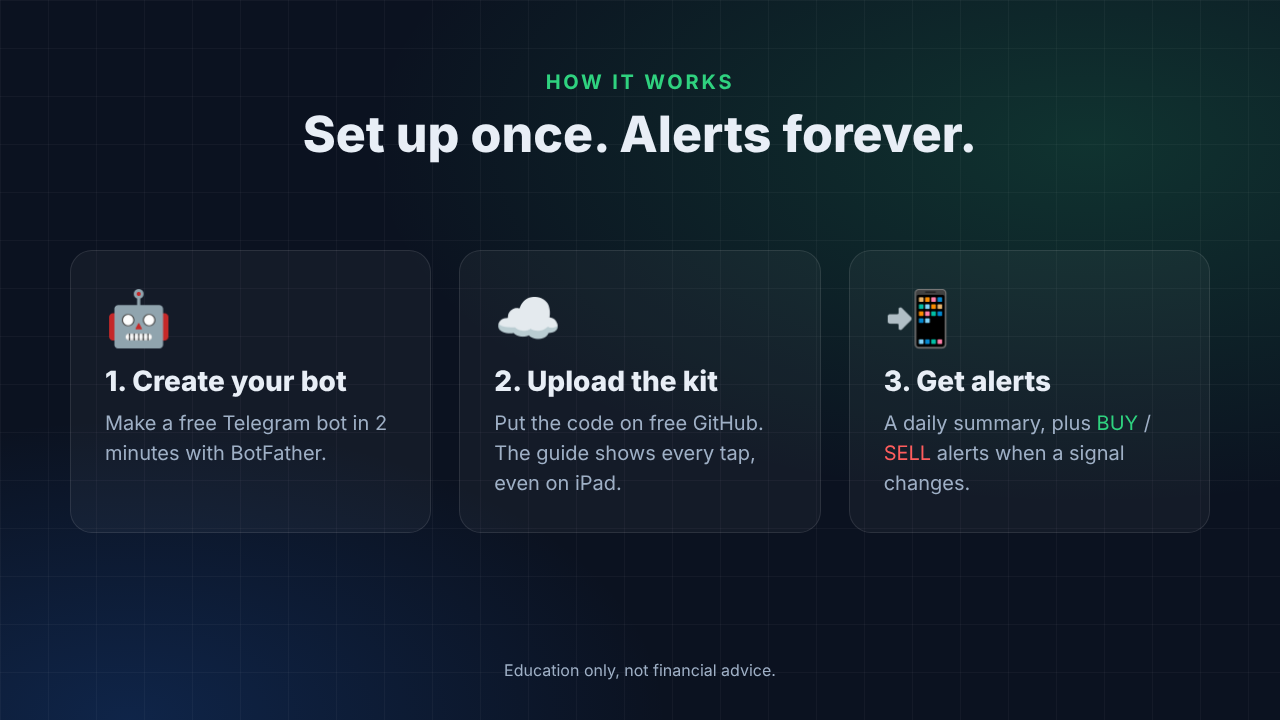 HOW IT WORKS
Set up once. Alerts forever.
1. Create your bot
Make a free Telegram bot in 2
minutes with BotFather.
2. Upload the kit
Put the code on free GitHub.
The guide shows every tap,
even on iPad.
3. Get alerts
A daily summary, plus BUY /
SELL alerts when a signal
changes.
Education only, not financial advice.